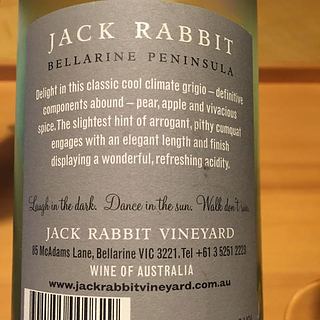 JACK RABBIT
BELLARINE PENINSULA
Delight in this classic cool climate grigio – definitive
components abound – pear, apple and vivacious
spice. The slightest hint of arrogant, pithy cumquat
engages with an elegant length and finish
displaying a wonderful, refreshing acidity.
Laugh in the dark. Dance in the sun. Walk don't run.
JACK RABBIT VINEYARD
85 McAdams Lane, Bellarine VIC 3221. Tel +61 3 5251 2223
WINE OF AUSTRALIA
www.jackrabbitvineyard.com.au